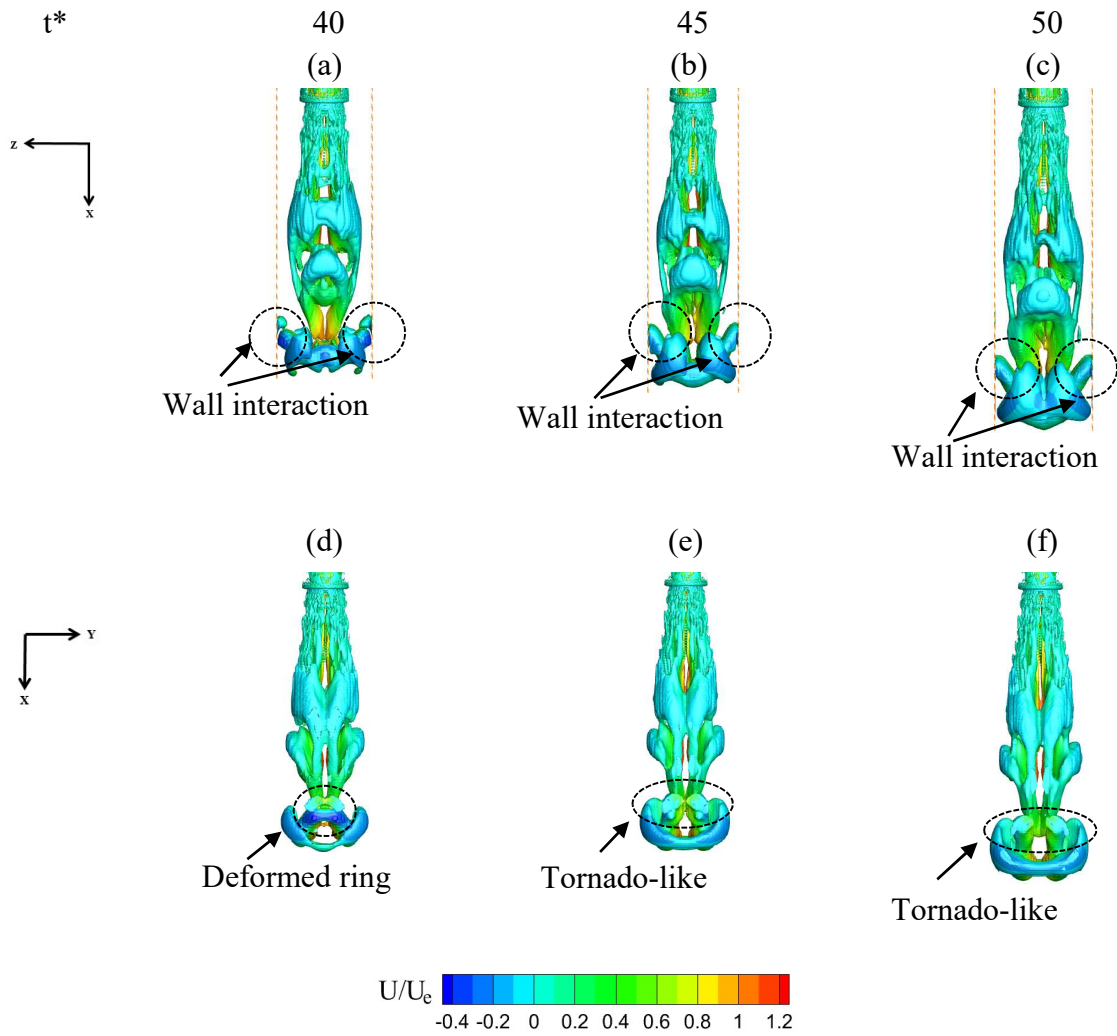 t* 40 45 50
(a) (b) (c)
z
x
Wall interaction
Wall interaction
Wall interaction
(d) (e) (f)
Y
X
Deformed ring
Tornado-like
Tornado-like
U/Ue
-0.4 -0.2 0 0.2 0.4 0.6 0.8 1 1.2